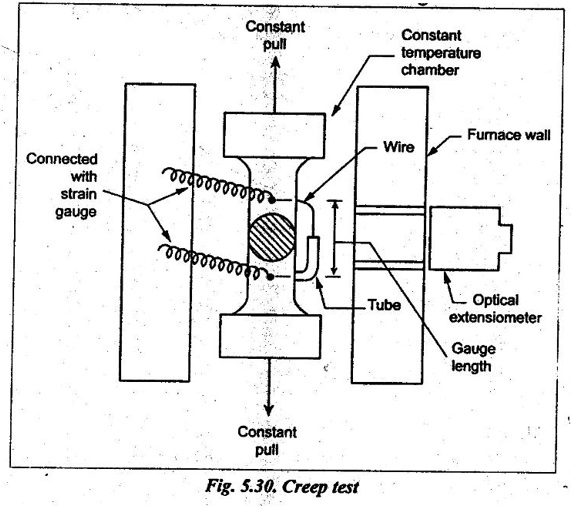 Constant
pull
Constant
temperature
chamber
Furnace wall
Wire
Connected
with
strain
gauge
Tube
Optical
extensiometer
Gauge
length
Constant
pull
Fig. 5.30. Creep test